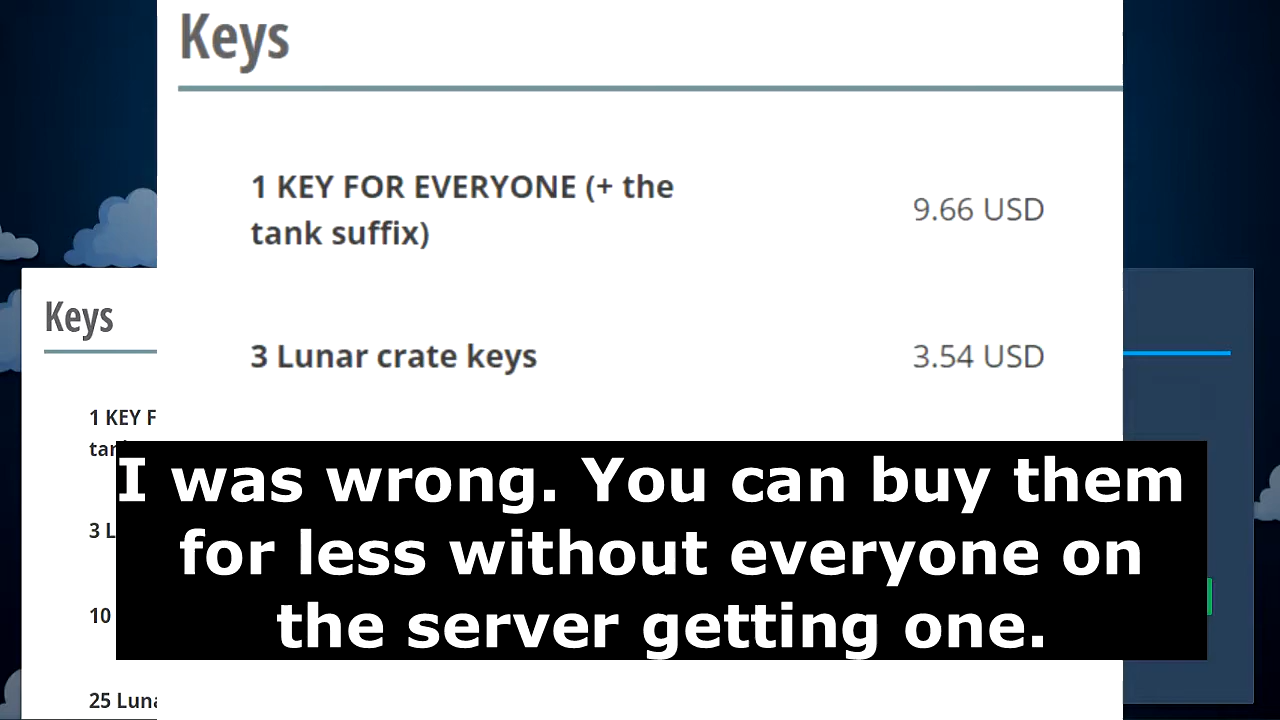 Keys
1 KEY FOR EVERYONE (+ the
tank suffix)
9.66 USD
3 Lunar crate keys
3.54 USD
Keys
1 KEY F
3 L
10
25
I was wrong. You can buy them
for less without everyone on
the server getting one.